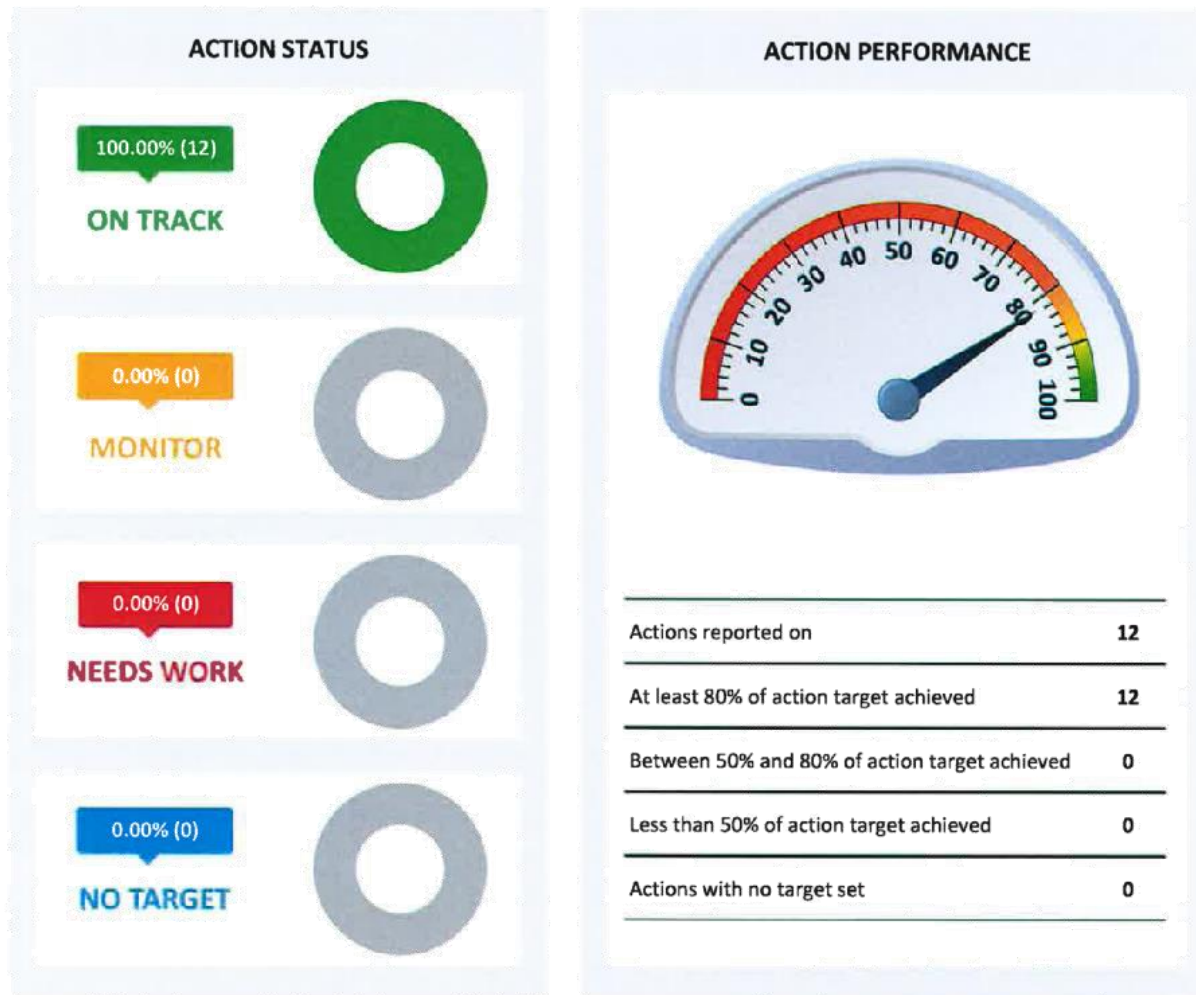 ACTION STATUS
100.00% (12)
ON TRACK
0.00% (0)
MONITOR
0.00% (0)
NEEDS WORK
0.00% (0)
NO TARGET
ACTION PERFORMANCE
0 10 20 30 40 50 60 70 80 90 100
Actions reported on 12
At least 80% of action target achieved 12
Between 50% and 80% of action target achieved 0
Less than 50% of action target achieved 0
Actions with no target set 0